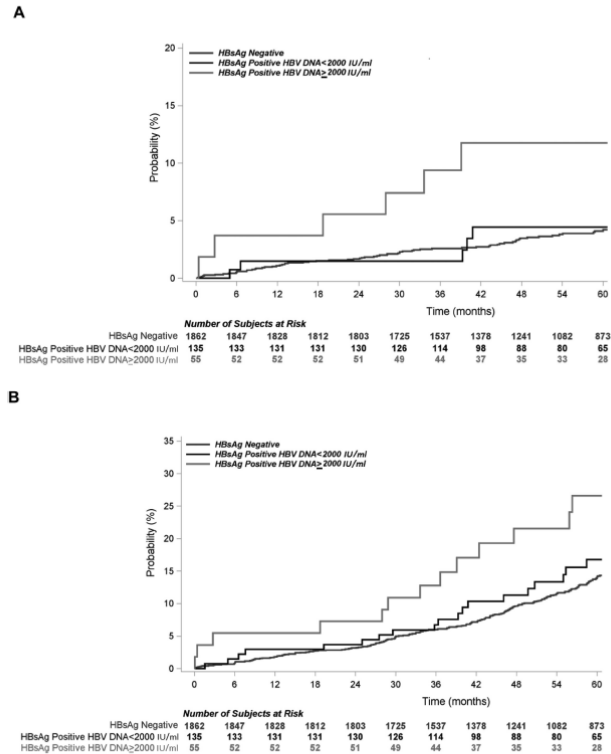 A
20
15
10
5
0
Probability (%)
HBsAg Negative
HBsAg Positive HBV DNA<2000 IU/ml
HBsAg Positive HBV DNA≥2000 IU/ml
0 6 12 18 24 30 36 42 48 54 60
Time (months)
Number of Subjects at Risk
HBsAg Negative 1862 1847 1828 1812 1803 1725 1537 1378 1241 1082 873
HBsAg Positive HBV DNA<2000 IU/ml 135 133 131 131 130 126 114 98 88 80 65
HBsAg Positive HBV DNA≥2000 IU/ml 55 52 52 52 51 49 44 37 35 33 28
B
35
30
25
20
15
10
5
0
Probability (%)
HBsAg Negative
HBsAg Positive HBV DNA<2000 IU/ml
HBsAg Positive HBV DNA≥2000 IU/ml
0 6 12 18 24 30 36 42 48 54 60
Time (months)
Number of Subjects at Risk
HBsAg Negative 1862 1847 1828 1812 1803 1725 1537 1378 1241 1082 873
HBsAg Positive HBV DNA<2000 IU/ml 135 133 131 131 130 126 114 98 88 80 65
HBsAg Positive HBV DNA≥2000 IU/ml 55 52 52 52 51 49 44 37 35 33 28